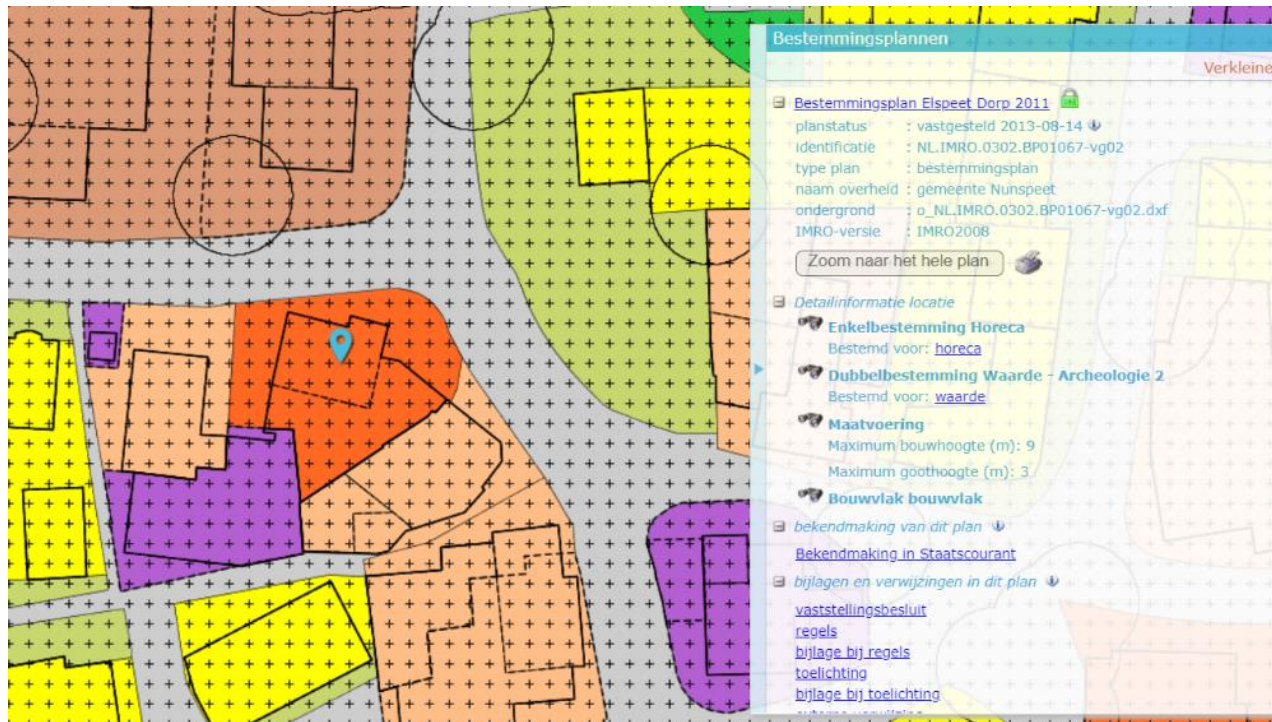 Bestemmingsplannen
Verkleine
Bestemmingsplan Elspeet Dorp 2011
planstatus : vastgesteld 2013-08-14
identificatie : NL.IMRO.0302.BP01067-vg02
type plan : bestemmingsplan
naam overheid : gemeente Nunspeet
ondergrond : o_NL.IMRO.0302.BP01067-vg02.dxf
IMRO-versie : IMRO2008
Zoom naar het hele plan
Detailinformatie locatie
Enkelbestemming Horeca
Bestemd voor: horeca
Dubbelbestemming Waarde - Archeologie 2
Bestemd voor: waarde
Maatvoering
Maximum bouwhoogte (m): 9
Maximum goothoogte (m): 3
Bouwvlak bouwvlak
bekendmaking van dit plan
Bekendmaking in Staatscourant
bijlagen en verwijzingen in dit plan
vaststellingsbesluit
regels
bijlage bij regels
toelichting
bijlage bij toelichting